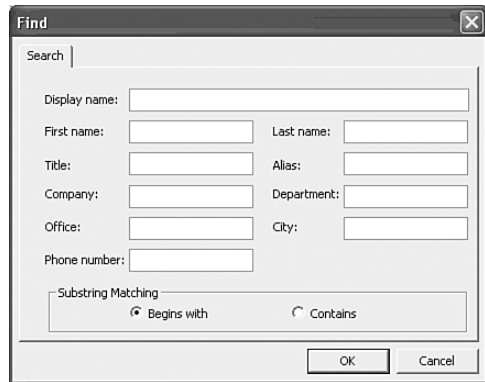 Find
Search
Display name:
First name: Last name:
Title: Alias:
Company: Department:
Office: City:
Phone number:
Substring Matching
Begins with Contains
OK Cancel